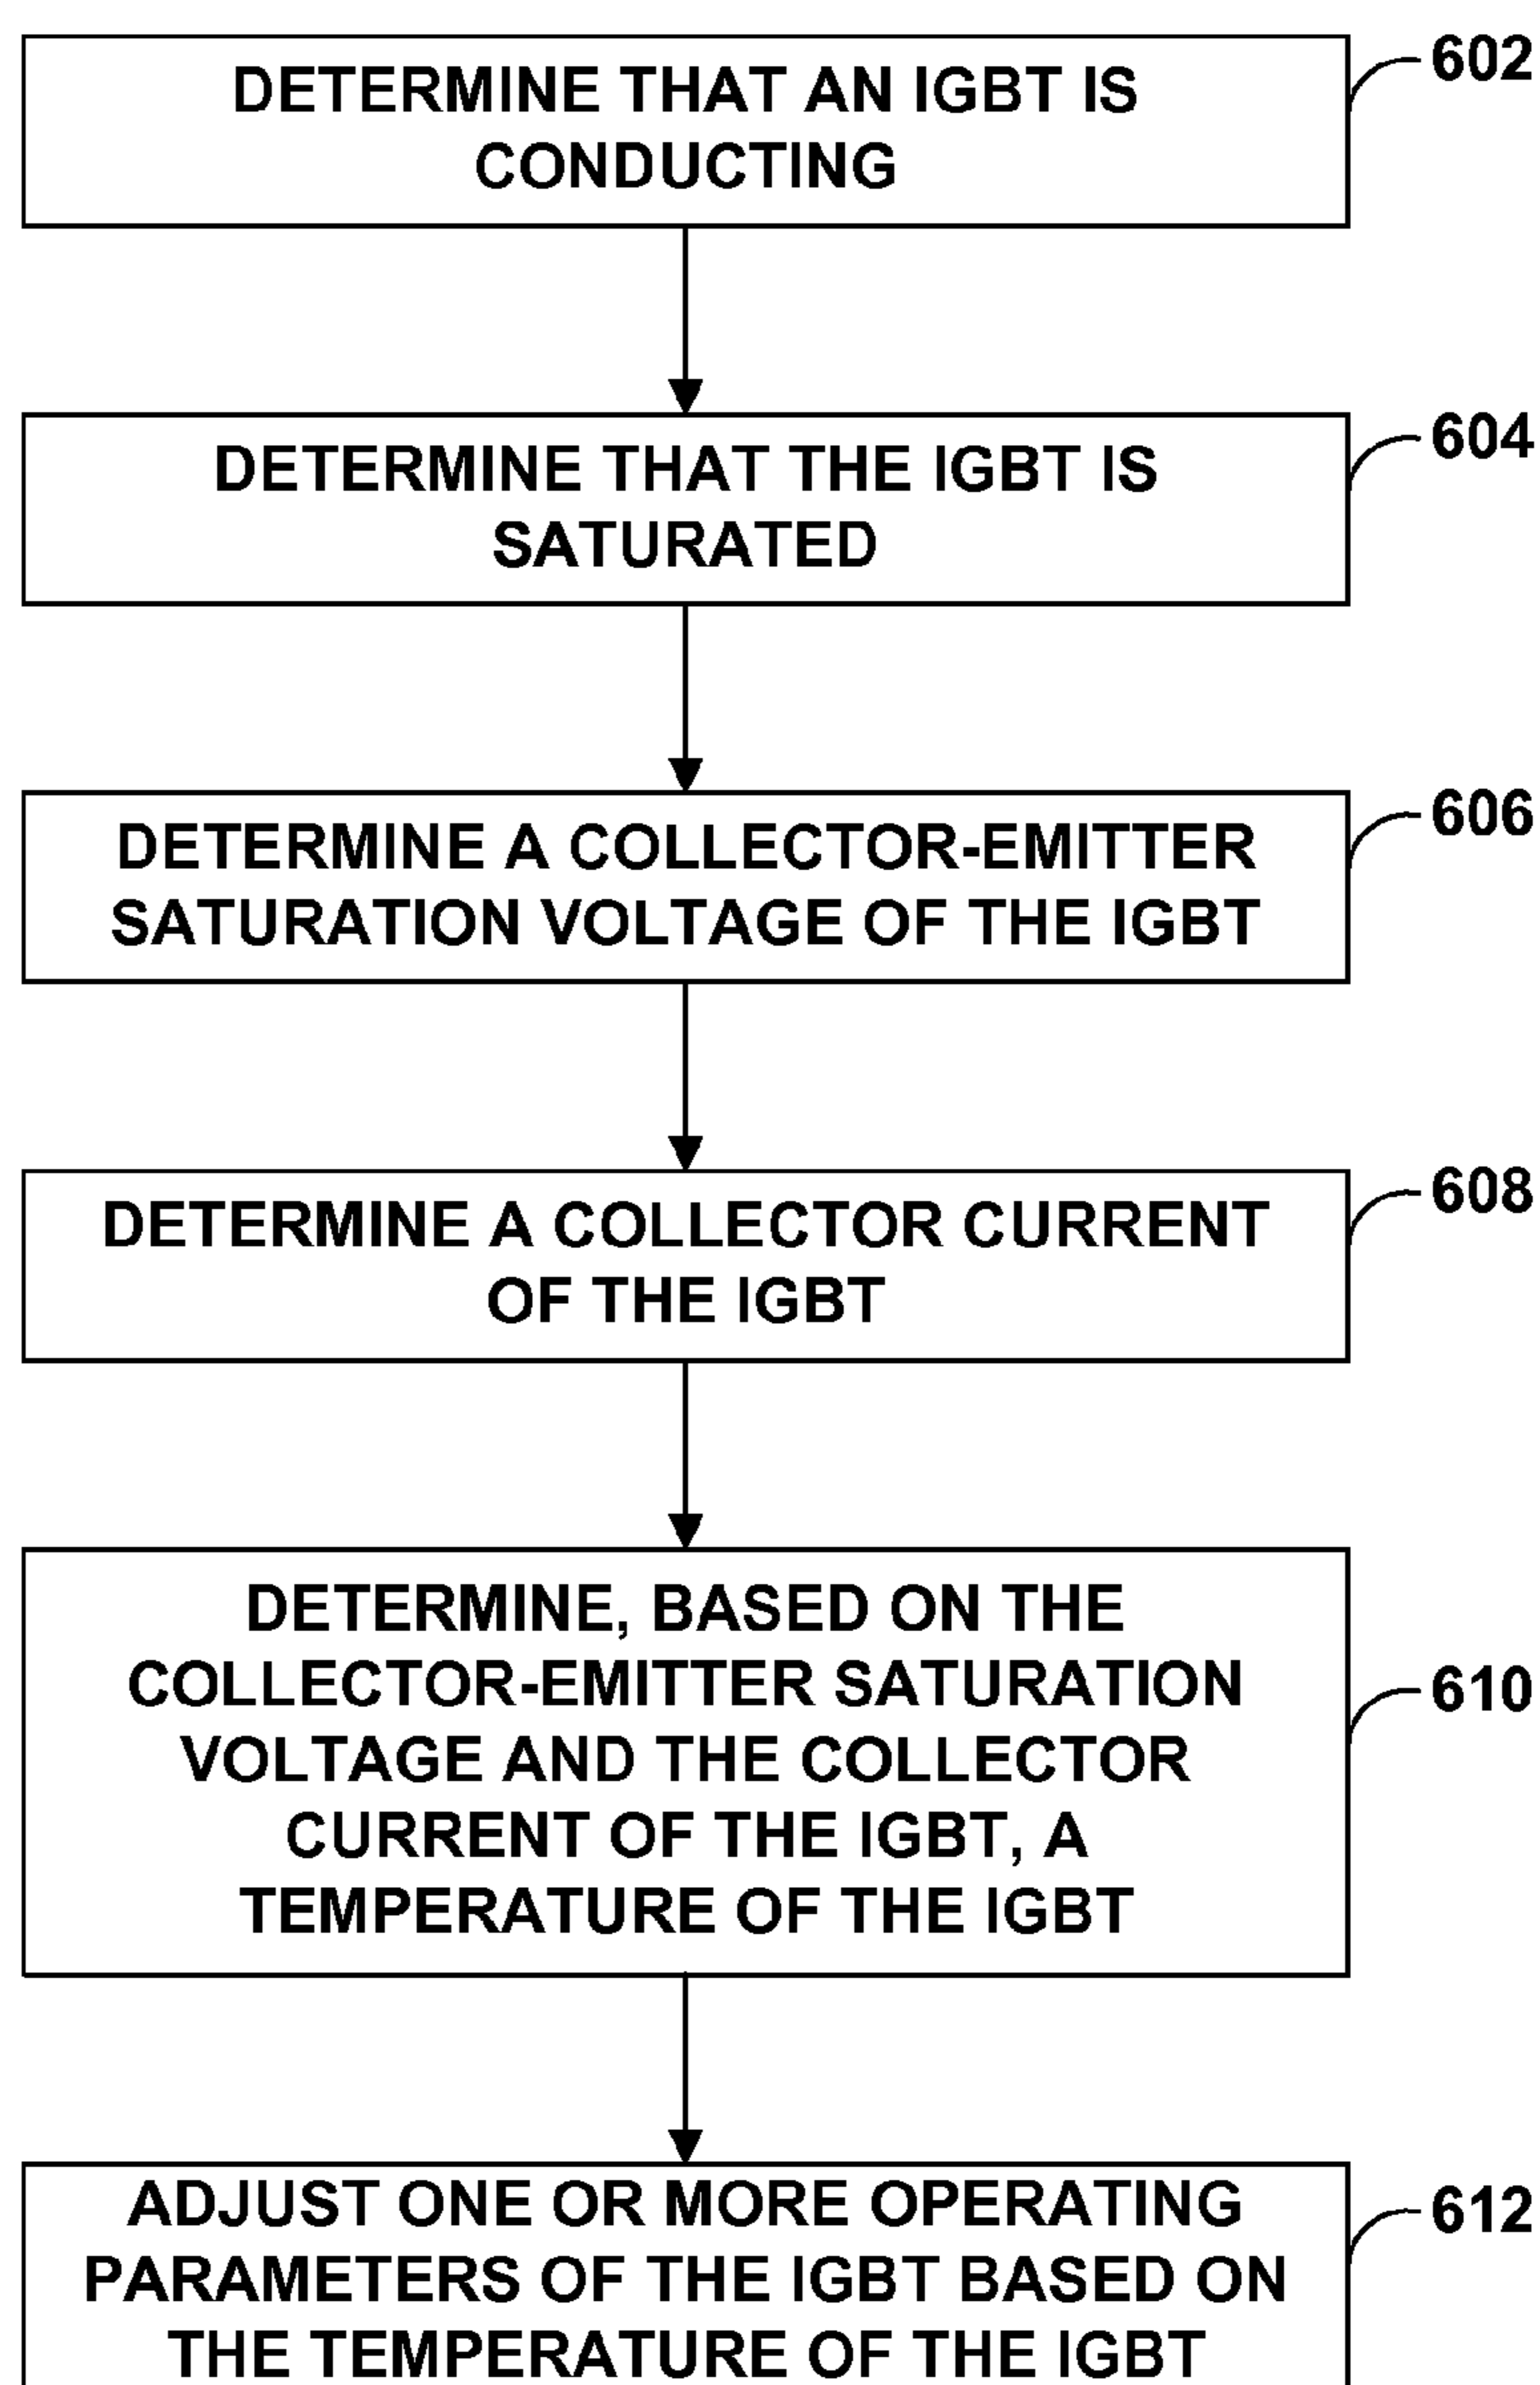 DETERMINE THAT AN IGBT IS
CONDUCTING
602
DETERMINE THAT THE IGBT IS
SATURATED
604
DETERMINE A COLLECTOR-EMITTER
SATURATION VOLTAGE OF THE IGBT
606
DETERMINE A COLLECTOR CURRENT
OF THE IGBT
608
DETERMINE, BASED ON THE
COLLECTOR-EMITTER SATURATION
VOLTAGE AND THE COLLECTOR
CURRENT OF THE IGBT, A
TEMPERATURE OF THE IGBT
610
ADJUST ONE OR MORE OPERATING
PARAMETERS OF THE IGBT BASED ON
THE TEMPERATURE OF THE IGBT
612